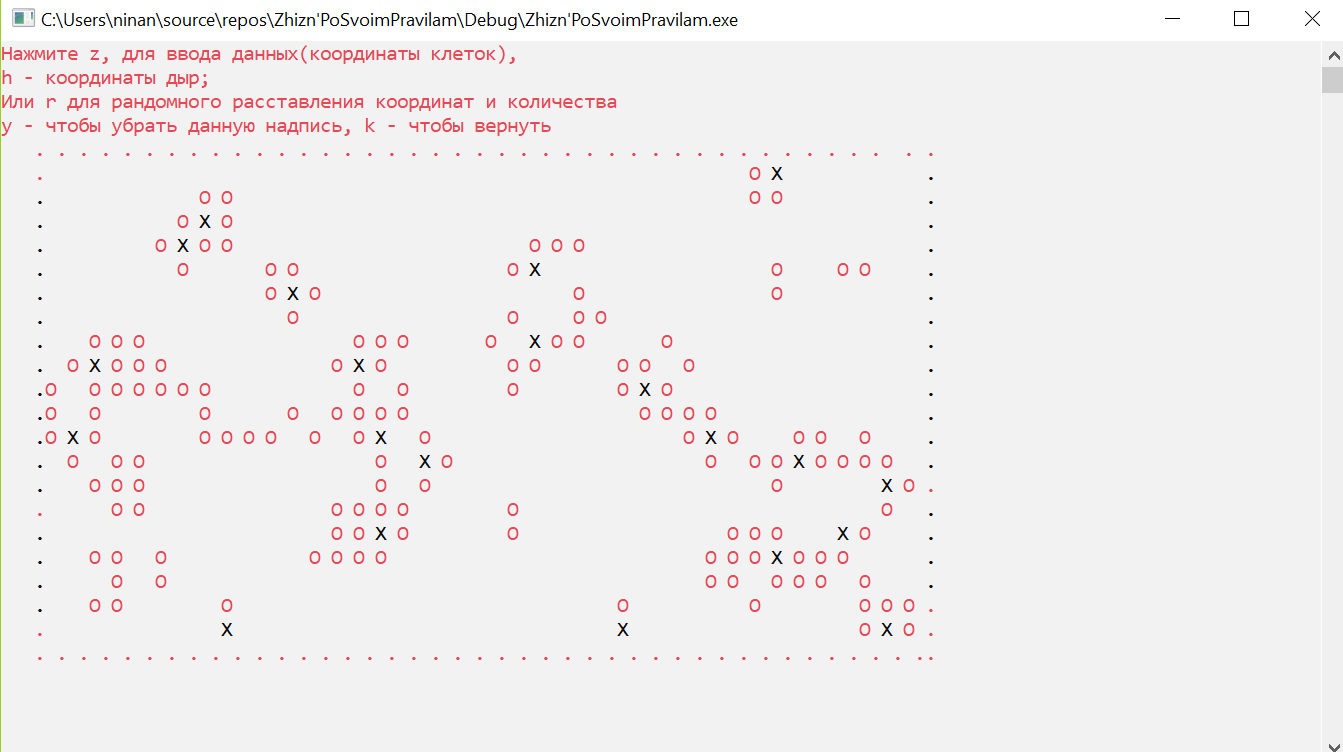 C:\Users\ninan\source\repos\Zhizn'PoSvoimPravilam\Debug\Zhizn'PoSvoimPravilam.exe
Нажмите z, для ввода данных(координаты клеток),
h - координаты дыр;
Или r для рандомного расставления координат и количества
y - чтобы убрать данную надпись, k - чтобы вернуть
. . . . . . . . . . . . . . . . . . . . . . . . . . . . . . . . . . . . . . . . .
. o X .
. o o o o .
. o X o .
. o X o o o o o .
. o o o o X o o o .
. o X o o o .
. o o o o .
. o o o o o o o X o o o .
. o X o o o o X o o o o o o .
.o o o o o o o o o o o X o .
.o o o o o o o o o o o o .
.o X o o o o o o o X o o X o o o o .
. o o o o X o o o o X o o o o .
. o o o o o o X o .
. o o o o o o o o .
. o o X o o o o o X o .
. o o o o o o o o o o X o o o .
. o o o o o o o o .
. o o o o o o o o .
. X X o X o .
. . . . . . . . . . . . . . . . . . . . . . . . . . . . . . . . . . . . . . . . ..